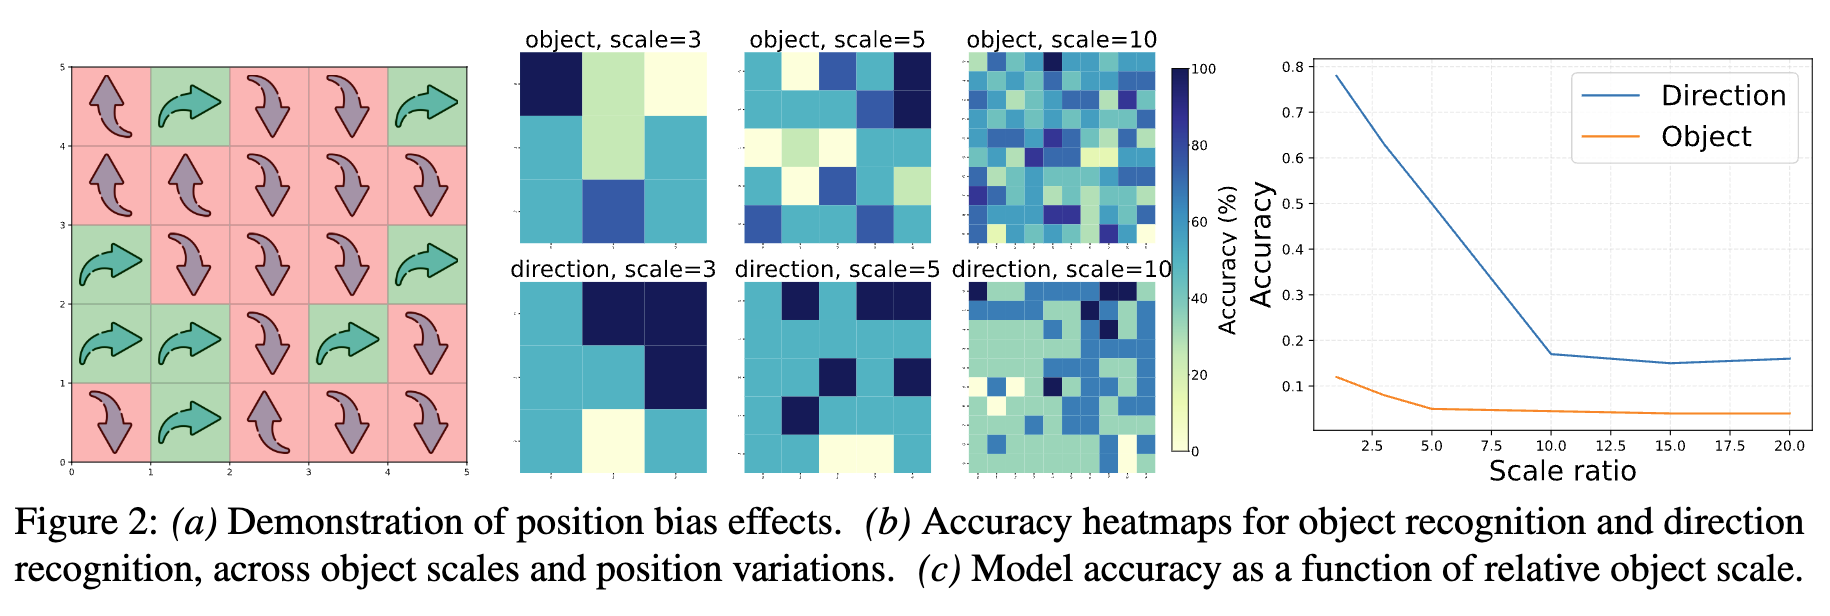 object, scale=3
object, scale=5
object, scale=10
direction, scale=3
direction, scale=5
direction, scale=10
5
4
3
2
1
0
0
1
2
3
4
5
100
80
60
40
20
0
Accuracy (%)
0.8
0.7
0.6
0.5
0.4
0.3
0.2
0.1
Accuracy
Direction
Object
2.5
5.0
7.5
10.0
12.5
15.0
17.5
20.0
Scale ratio
Figure 2: (a) Demonstration of position bias effects. (b) Accuracy heatmaps for object recognition and direction
recognition, across object scales and position variations. (c) Model accuracy as a function of relative object scale.